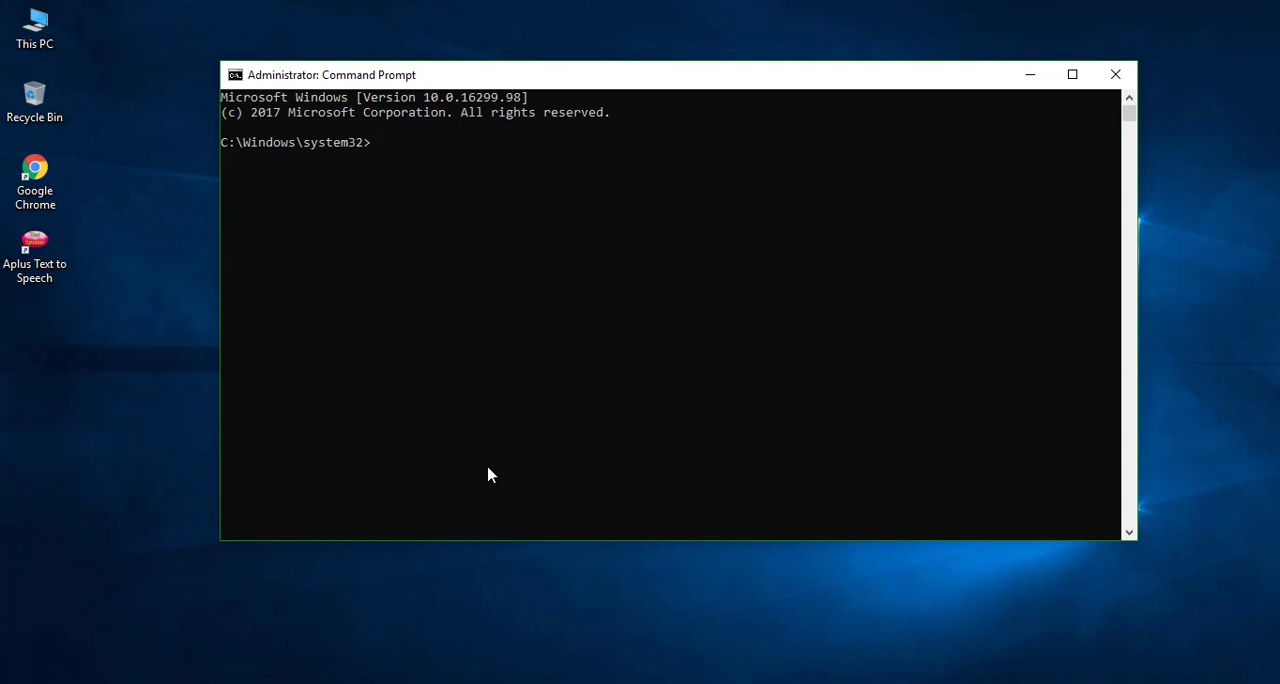 This PC
Recycle Bin
Google
Chrome
Aplus Text to
Speech
Administrator: Command Prompt
Microsoft Windows [Version 10.0.16299.98]
(c) 2017 Microsoft Corporation. All rights reserved.
C:\Windows\system32>